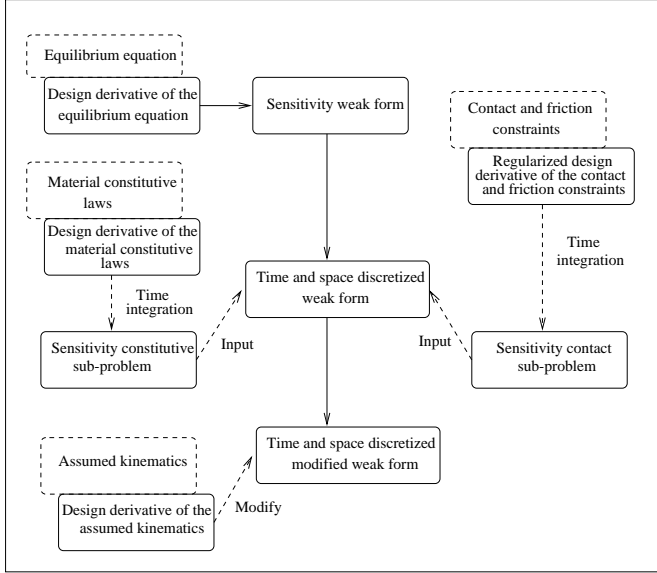 Equilibrium equation
Design derivative of the
equilibrium equation
Sensitivity weak form
Contact and friction
constraints
Regularized design
derivative of the contact
and friction constraints
Material constitutive
laws
Design derivative of the
material constitutive
laws
Time
integration
Time
integration
Time and space discretized
weak form
Sensitivity constitutive
sub-problem
Input
Input
Sensitivity contact
sub-problem
Time and space discretized
modified weak form
Assumed kinematics
Design derivative of the
assumed kinematics
Modify